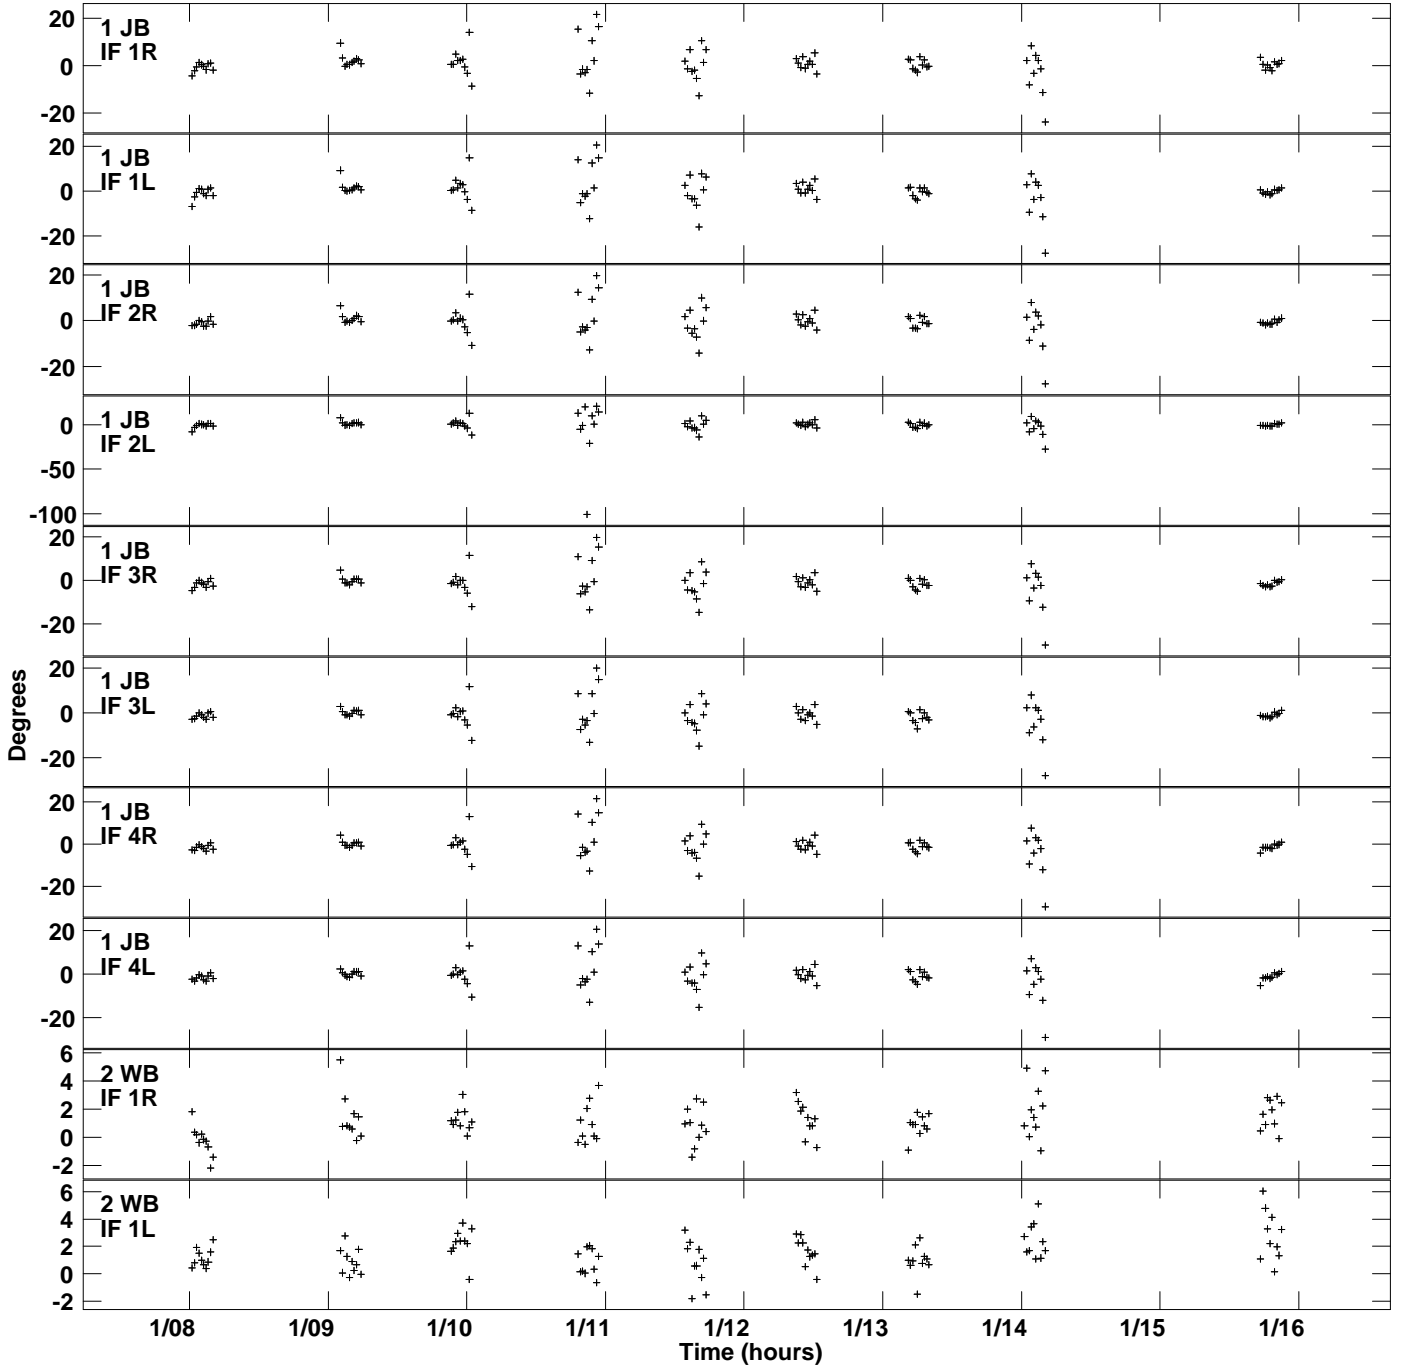 20
0
-20
1 JB
IF 1R
20
0
-20
1 JB
IF 1L
20
0
-20
1 JB
IF 2R
0
-50
-100
1 JB
IF 2L
20
0
-20
1 JB
IF 3R
20
0
-20
1 JB
IF 3L
20
0
-20
1 JB
IF 4R
20
0
-20
1 JB
IF 4L
6
4
2
0
-2
2 WB
IF 1R
6
4
2
0
-2
2 WB
IF 1L
Degrees
1/08 1/09 1/10 1/11 1/12 1/13 1/14 1/15 1/16
Time (hours)